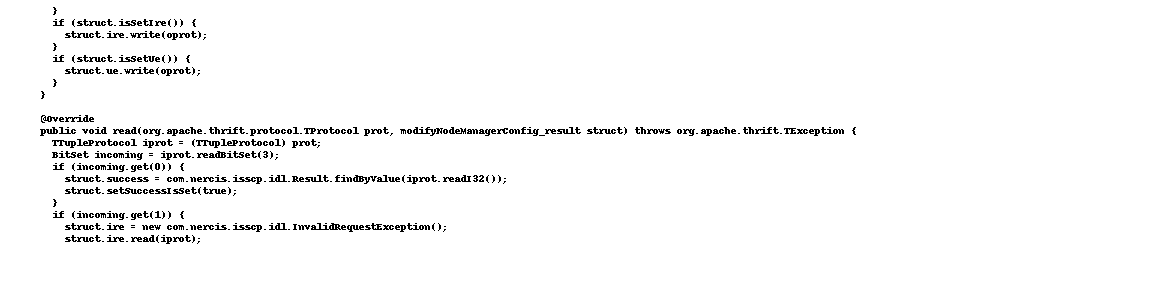 }
      if (struct.isSetIre()) {
        struct.ire.write(oprot);
      }
      if (struct.isSetUe()) {
        struct.ue.write(oprot);
      }
    }

    @Override
    public void read(org.apache.thrift.protocol.TProtocol prot, modifyNodeManagerConfig_result struct) throws org.apache.thrift.TException {
      TTupleProtocol iprot = (TTupleProtocol) prot;
      BitSet incoming = iprot.readBitSet(3);
      if (incoming.get(0)) {
        struct.success = com.nercis.isscp.idl.Result.findByValue(iprot.readI32());
        struct.setSuccessIsSet(true);
      }
      if (incoming.get(1)) {
        struct.ire = new com.nercis.isscp.idl.InvalidRequestException();
        struct.ire.read(iprot);